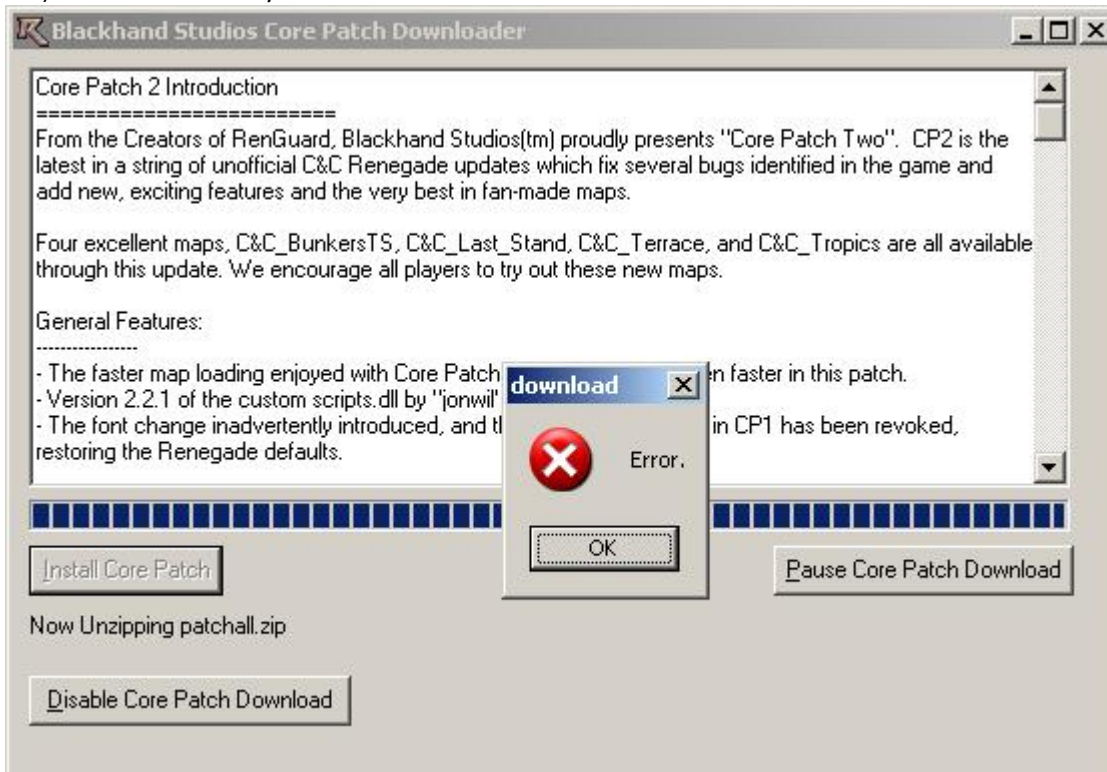 Blackhand Studios Core Patch Downloader
Core Patch 2 Introduction
=========================
From the Creators of RenGuard, Blackhand Studios(tm) proudly presents "Core Patch Two". CP2 is the
latest in a string of unofficial C&C Renegade updates which fix several bugs identified in the game and
add new, exciting features and the very best in fan-made maps.
Four excellent maps, C&C_BunkersTS, C&C_Last_Stand, C&C_Terrace, and C&C_Tropics are all available
through this update. We encourage all players to try out these new maps.
General Features:
----------------
- The faster map loading enjoyed with Core Patch en faster in this patch.
- Version 2.2.1 of the custom scripts.dll by "jonwil"
- The font change inadvertently introduced, and in CP1 has been revoked,
restoring the Renegade defaults.
download
Error.
OK
Install Core Patch
Pause Core Patch Download
Now Unzipping patchall.zip
Disable Core Patch Download